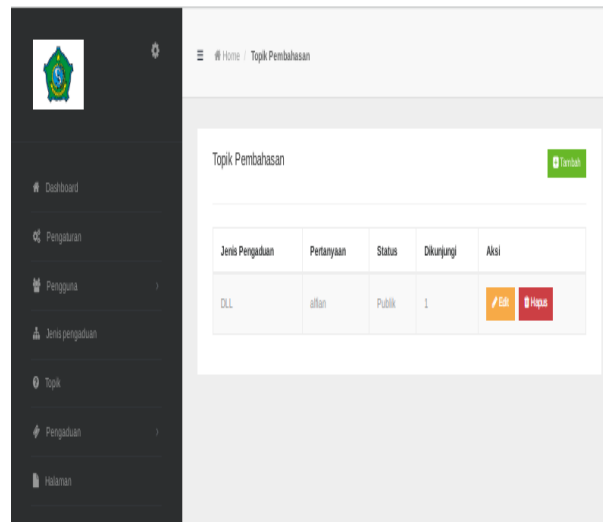 Home / Topik Pembahasan
Dashboard
Pengaturan
Pengguna
Jenis pengaduan
Topik
Pengaduan
Halaman
Topik Pembahasan
Tambah
Jenis Pengaduan Pertanyaan Status Dikunjungi Aksi
DLL alfian Publik 1 Edit Hapus